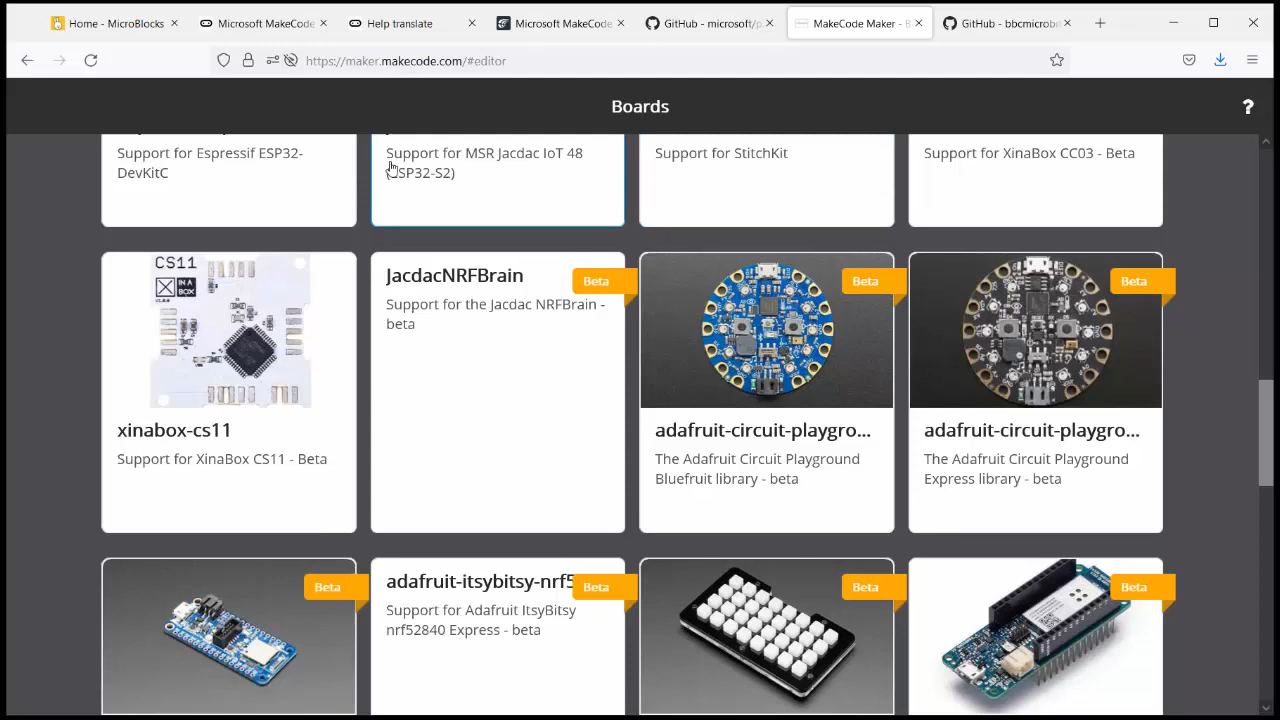 Home - MicroBlocks
Microsoft MakeCode
Help translate
Microsoft MakeCode
GitHub - microsoft/p
MakeCode Maker - B
GitHub - bbcmicrobi
https://maker.makecode.com/#editor
Boards
?
Support for Espressif ESP32-
DevKitC
Support for MSR Jacdac IoT 48
(ESP32-S2)
Support for StitchKit
Support for XinaBox CC03 - Beta
CS11
IN A
BOX
xinabox-cs11
Support for XinaBox CS11 - Beta
JacdacNRFBrain
Beta
Support for the Jacdac NRFBrain -
beta
Beta
adafruit-circuit-playgro...
The Adafruit Circuit Playground
Bluefruit library - beta
Beta
adafruit-circuit-playgro...
The Adafruit Circuit Playground
Express library - beta
Beta
adafruit-itsybitsy-nrf5
Beta
Support for Adafruit ItsyBitsy
nrf52840 Express - beta
Beta
Beta